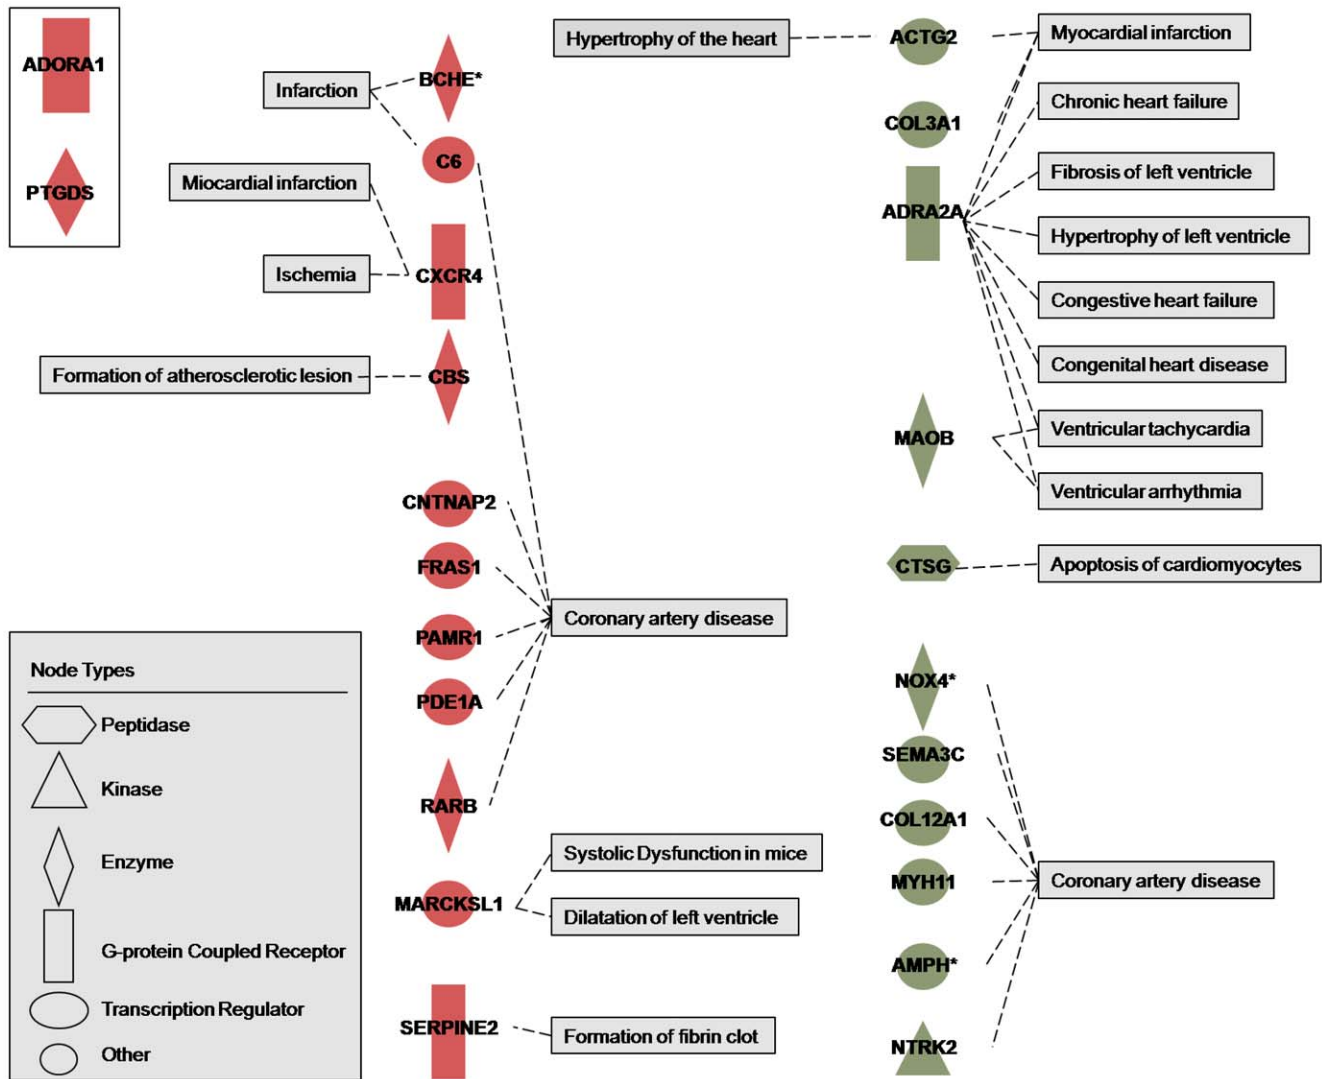 ADORA1
PTGDS
Infarction
Miocardial infarction
Ischemia
Formation of atherosclerotic lesion
BCHE*
C6
CXCR4
CBS
CNTNAP2
FRAS1
PAMR1
PDE1A
RARB
MARCKSL1
SERPINE2
Coronary artery disease
Systolic Dysfunction in mice
Dilatation of left ventricle
Formation of fibrin clot
Hypertrophy of the heart
ACTG2
COL3A1
ADRA2A
MAOB
CTSG
NOX4*
SEMA3C
COL12A1
MYH11
AMPH*
NTRK2
Myocardial infarction
Chronic heart failure
Fibrosis of left ventricle
Hypertrophy of left ventricle
Congestive heart failure
Congenital heart disease
Ventricular tachycardia
Ventricular arrhythmia
Apoptosis of cardiomyocytes
Coronary artery disease
Node Types
Peptidase
Kinase
Enzyme
G-protein Coupled Receptor
Transcription Regulator
Other